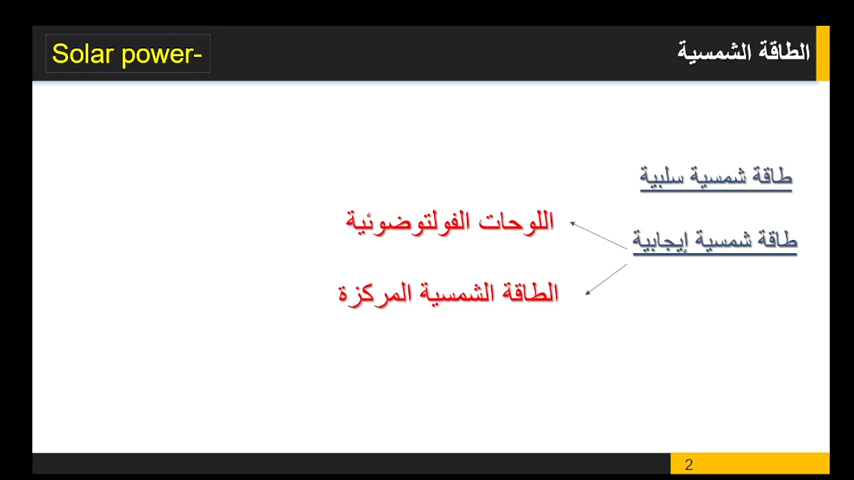 الطاقة الشمسية
Solar power-
طاقة شمسية سلبية
اللوحات الفولتوضوئية
طاقة شمسية إيجابية
الطاقة الشمسية المركزة
2